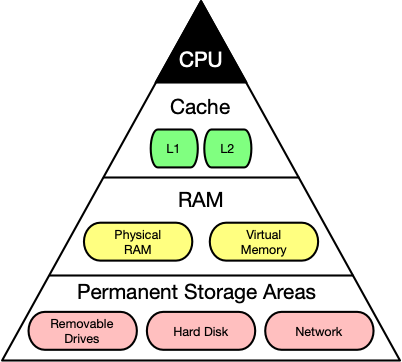 CPU
Cache
L1
L2
RAM
Physical
RAM
Virtual
Memory
Permanent Storage Areas
Removable
Drives
Hard Disk
Network